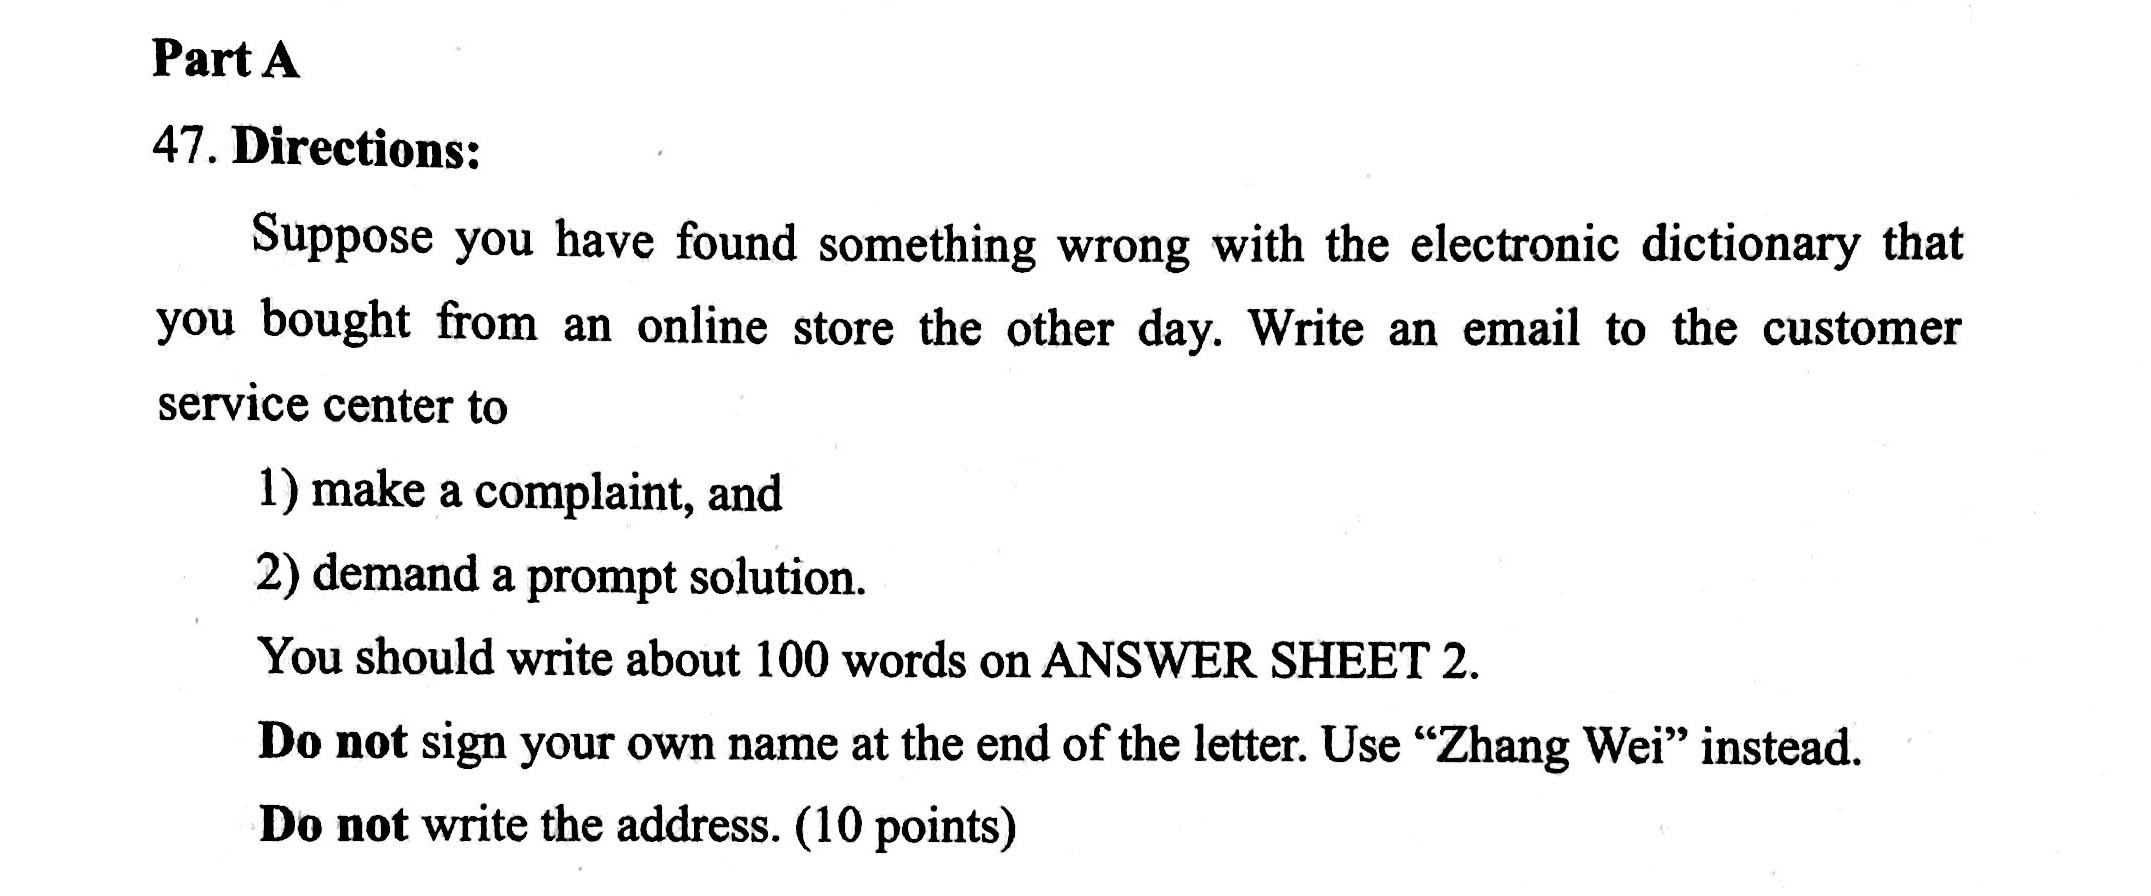 Part A
47. Directions:
Suppose you have found something wrong with the electronic dictionary that
you bought from an online store the other day. Write an email to the customer
service center to
1) make a complaint, and
2) demand a prompt solution.
You should write about 100 words on ANSWER SHEET 2.
Do not sign your own name at the end of the letter. Use “Zhang Wei” instead.
Do not write the address. (10 points)